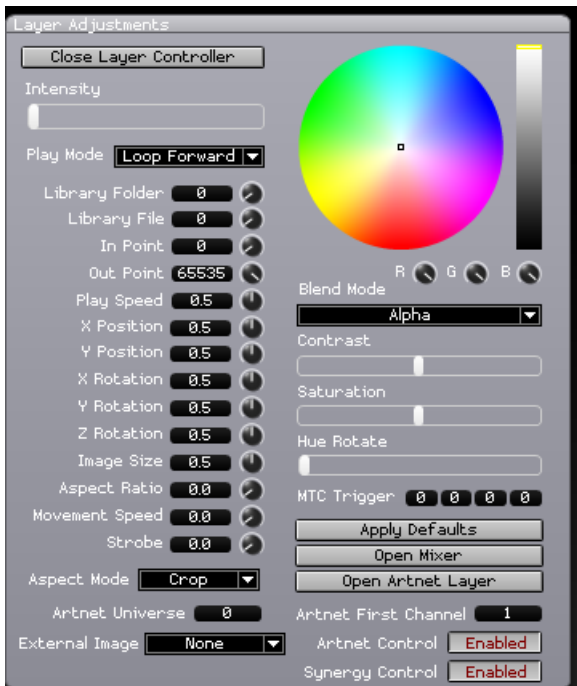 Layer Adjustments
Close Layer Controller
Intensity
Play Mode Loop Forward
Library Folder 0
Library File 0
In Point 0
Out Point 65535
Play Speed 0.5
X Position 0.5
Y Position 0.5
X Rotation 0.5
Y Rotation 0.5
Z Rotation 0.5
Image Size 0.5
Aspect Ratio 0.0
Movement Speed 0.0
Strobe 0.0
Aspect Mode Crop
Artnet Universe 0
External Image None
R G B
Blend Mode
Alpha
Contrast
Saturation
Hue Rotate
MTC Trigger 0 0 0 0
Apply Defaults
Open Mixer
Open Artnet Layer
Artnet First Channel 1
Artnet Control Enabled
Synergy Control Enabled